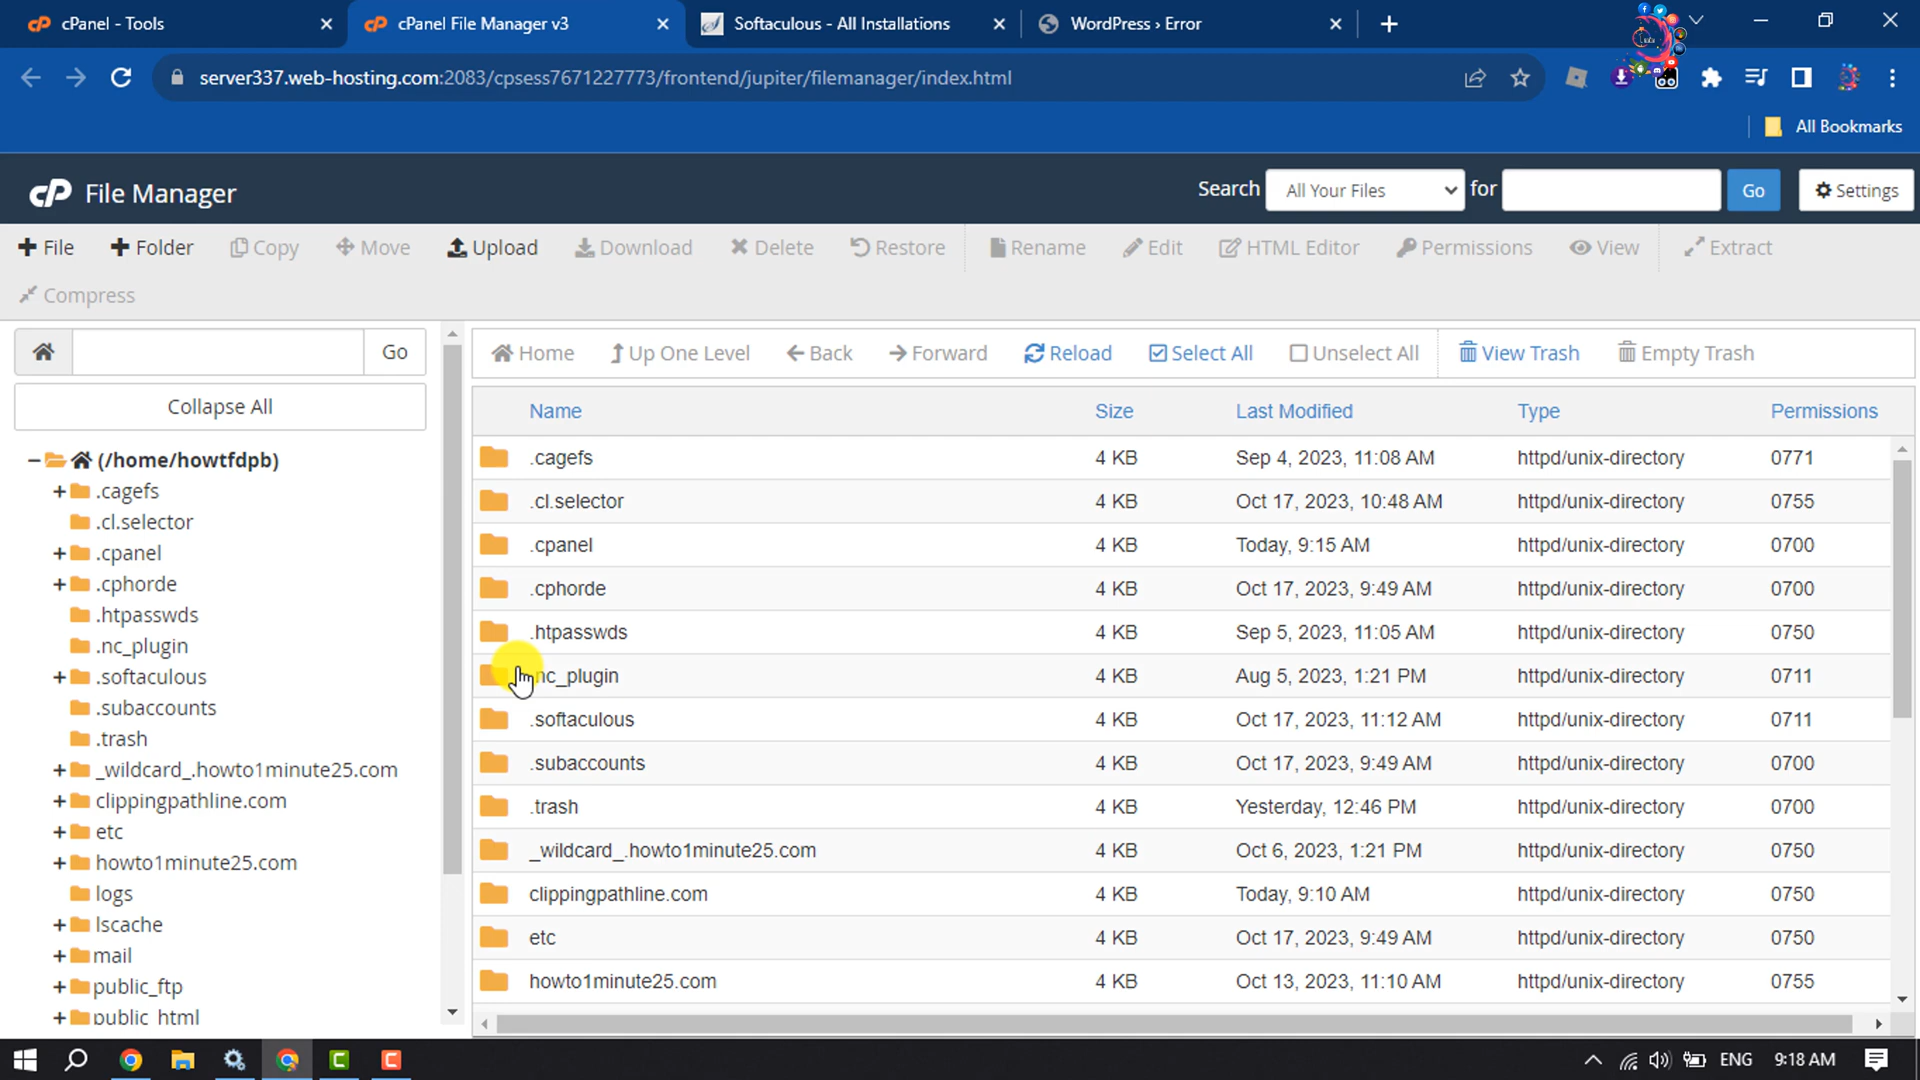 cPanel - Tools
cPanel File Manager v3
Softaculous - All Installations
WordPress › Error
server337.web-hosting.com:2083/cpsess7671227773/frontend/jupiter/filemanager/index.html
All Bookmarks
cP File Manager
Search All Your Files for Go Settings
File Folder Copy Move Upload Download Delete Restore Rename Edit HTML Editor Permissions View Extract
Compress
Go
Home Up One Level Back Forward Reload Select All Unselect All View Trash Empty Trash
Collapse All
(/home/howtfdpb)
.cagefs
.cl.selector
.cpanel
.cphorde
.htpasswds
.nc_plugin
.softaculous
.subaccounts
.trash
_wildcard_.howto1minute25.com
clippingpathline.com
etc
howto1minute25.com
logs
lscache
mail
public_ftp
public_html
Name Size Last Modified Type Permissions
.cagefs 4 KB Sep 4, 2023, 11:08 AM httpd/unix-directory 0771
.cl.selector 4 KB Oct 17, 2023, 10:48 AM httpd/unix-directory 0755
.cpanel 4 KB Today, 9:15 AM httpd/unix-directory 0700
.cphorde 4 KB Oct 17, 2023, 9:49 AM httpd/unix-directory 0700
.htpasswds 4 KB Sep 5, 2023, 11:05 AM httpd/unix-directory 0750
nc_plugin 4 KB Aug 5, 2023, 1:21 PM httpd/unix-directory 0711
.softaculous 4 KB Oct 17, 2023, 11:12 AM httpd/unix-directory 0711
.subaccounts 4 KB Oct 17, 2023, 9:49 AM httpd/unix-directory 0700
.trash 4 KB Yesterday, 12:46 PM httpd/unix-directory 0700
_wildcard_.howto1minute25.com 4 KB Oct 6, 2023, 1:21 PM httpd/unix-directory 0750
clippingpathline.com 4 KB Today, 9:10 AM httpd/unix-directory 0750
etc 4 KB Oct 17, 2023, 9:49 AM httpd/unix-directory 0750
howto1minute25.com 4 KB Oct 13, 2023, 11:10 AM httpd/unix-directory 0755
ENG 9:18 AM